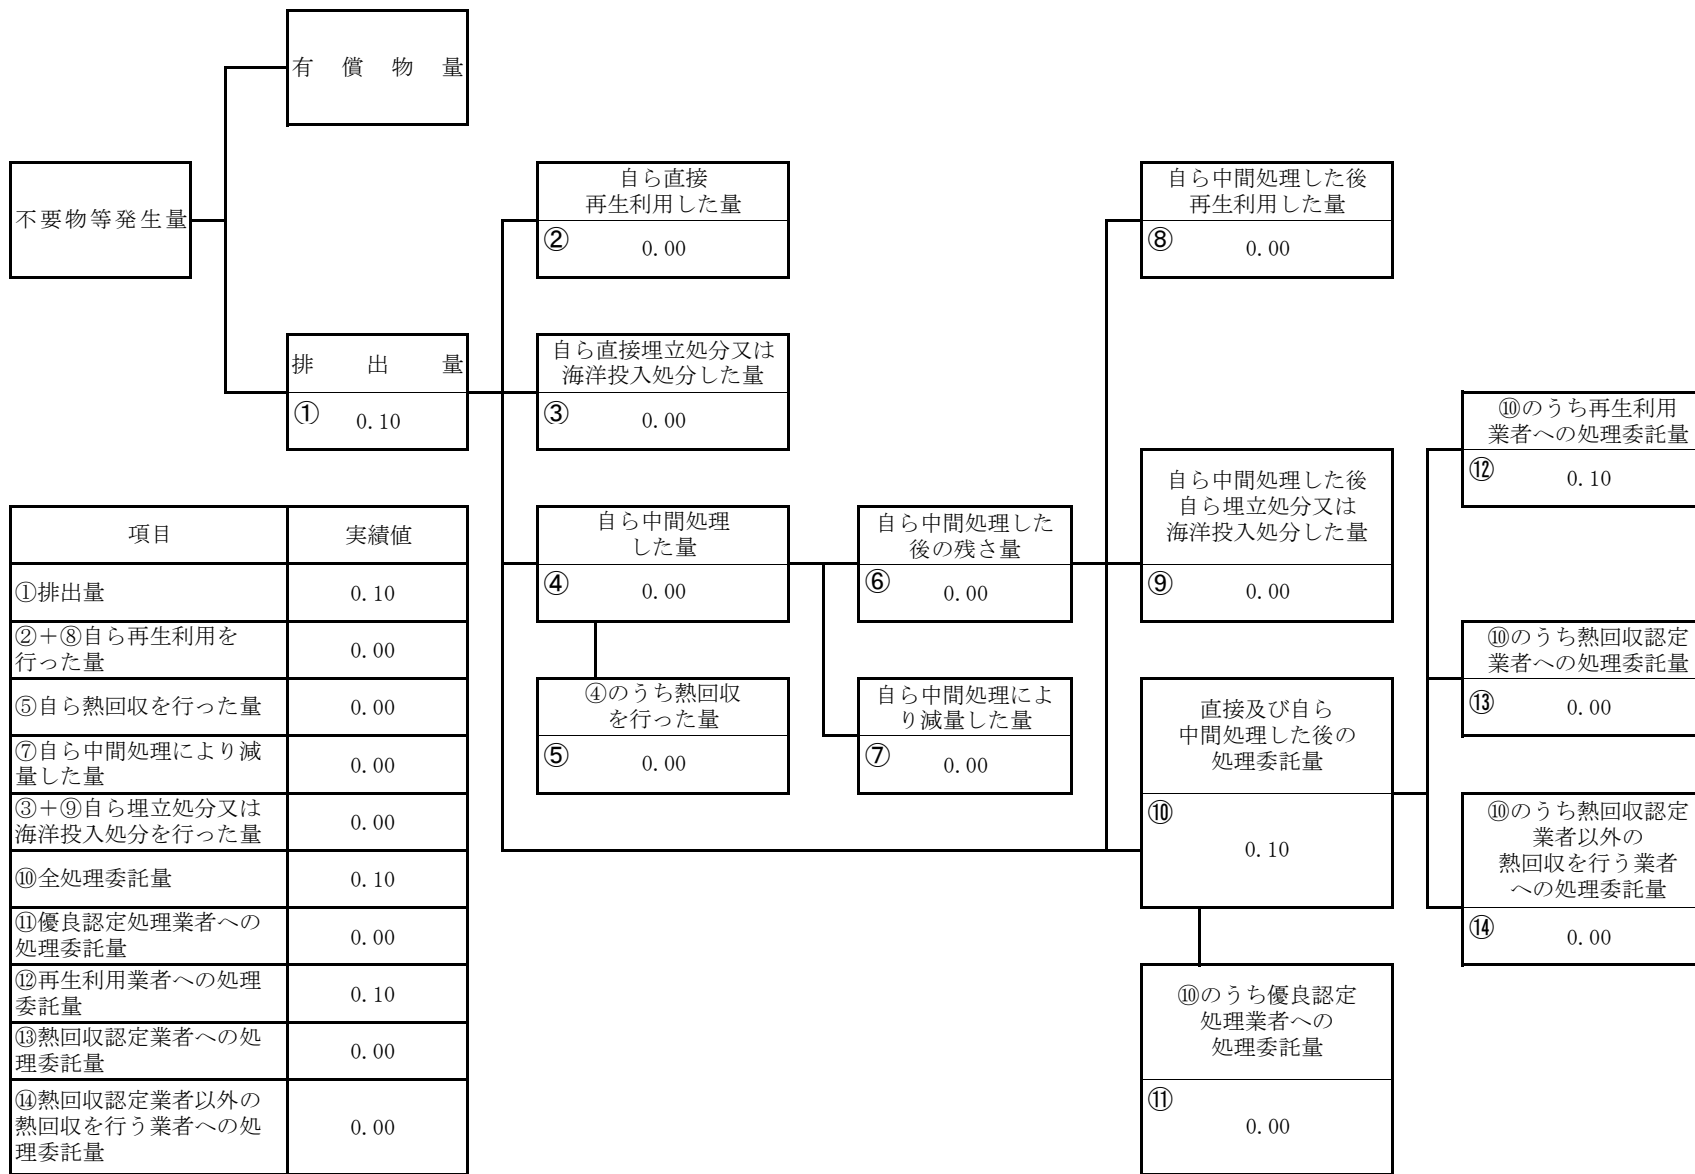 有償物量
不要物等発生量
排出量
① 0.10
自ら直接
再生利用した量
② 0.00
自ら直接埋立処分又は
海洋投入処分した量
③ 0.00
自ら中間処理
した量
④ 0.00
④のうち熱回収
を行った量
⑤ 0.00
自ら中間処理した
後の残さ量
⑥ 0.00
自ら中間処理によ
り減量した量
⑦ 0.00
自ら中間処理した後
再生利用した量
⑧ 0.00
自ら中間処理した後
自ら埋立処分又は
海洋投入処分した量
⑨ 0.00
直接及び自ら
中間処理した後の
処理委託量
⑩
0.10
⑩のうち優良認定
処理業者への
処理委託量
⑪
0.00
⑩のうち再生利用
業者への処理委託量
⑫ 0.10
⑩のうち熱回収認定
業者への処理委託量
⑬ 0.00
⑩のうち熱回収認定
業者以外の
熱回収を行う業者
への処理委託量
⑭ 0.00
項目 実績値
①排出量 0.10
②+⑧自ら再生利用を
行った量 0.00
⑤自ら熱回収を行った量 0.00
⑦自ら中間処理により減
量した量 0.00
③+⑨自ら埋立処分又は
海洋投入処分を行った量 0.00
⑩全処理委託量 0.10
⑪優良認定処理業者への
処理委託量 0.00
⑫再生利用業者への処理
委託量 0.10
⑬熱回収認定業者への処
理委託量 0.00
⑭熱回収認定業者以外の
熱回収を行う業者への処
理委託量 0.00